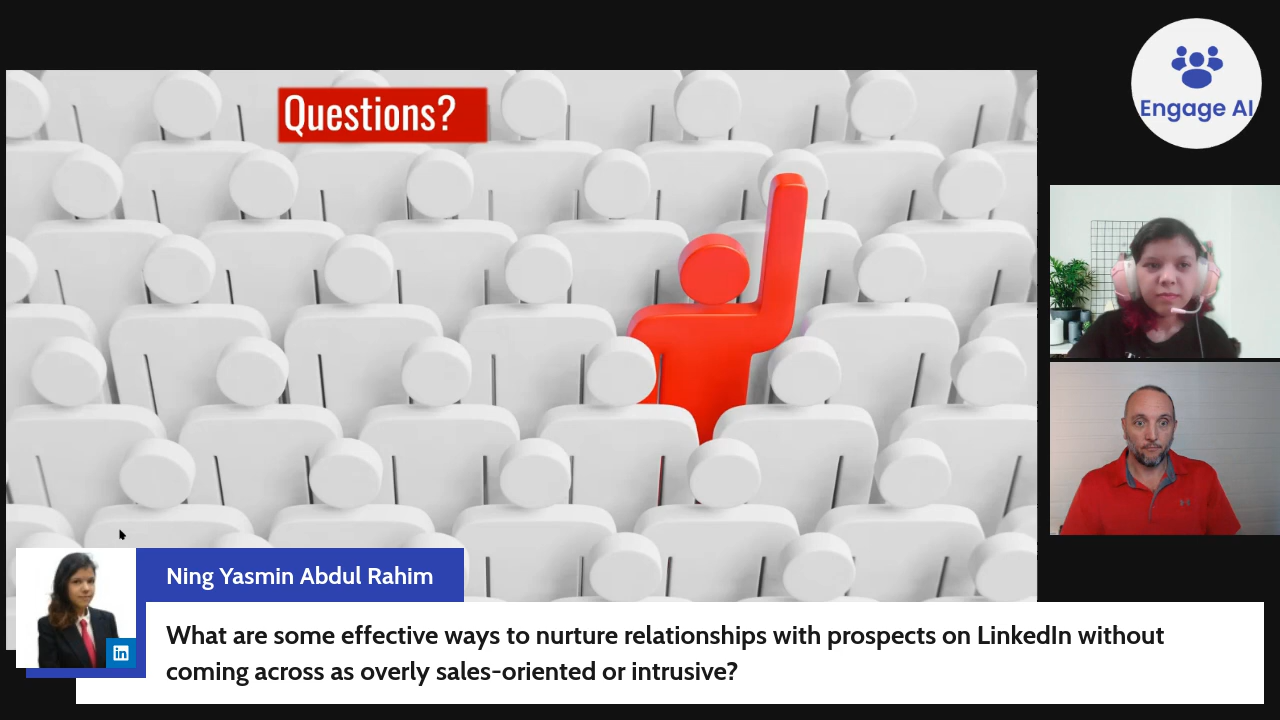 Questions?
Engage AI
Ning Yasmin Abdul Rahim
in
What are some effective ways to nurture relationships with prospects on LinkedIn without
coming across as overly sales-oriented or intrusive?